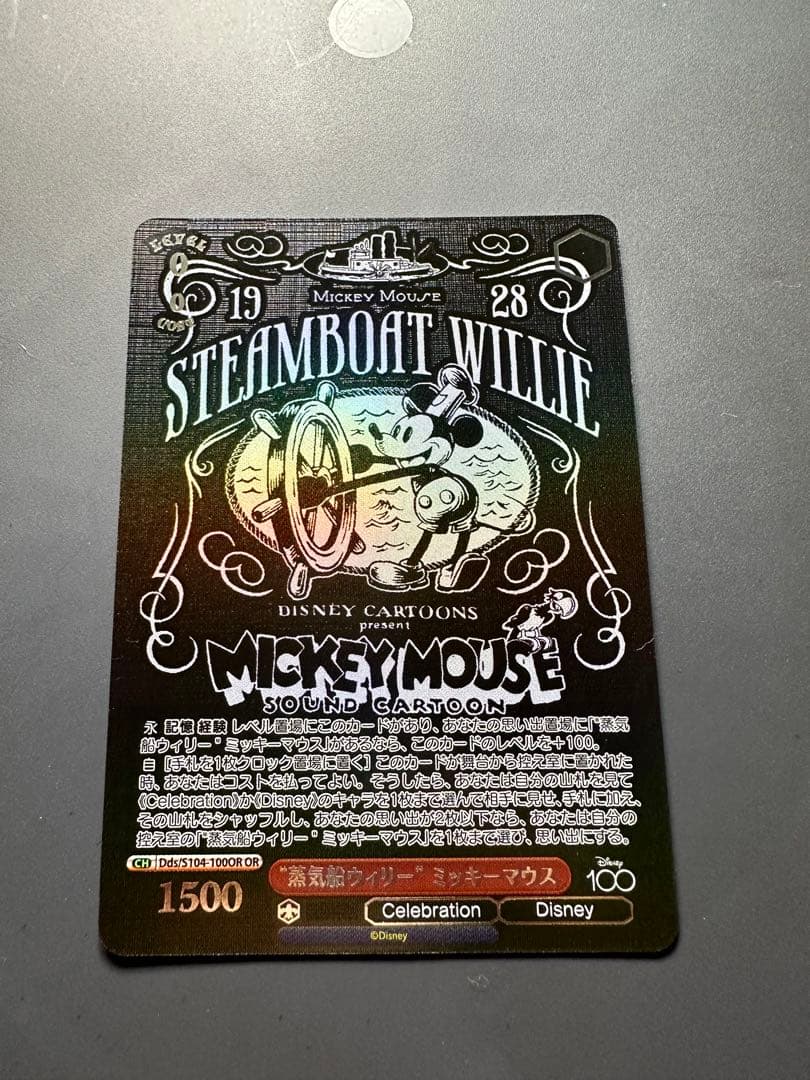 LEVEL
0
0
COST
19 MICKEY MOUSE 28
STEAMBOAT WILLIE
DISNEY CARTOONS
present
MICKEY MOUSE
SOUND CARTOON
永 記憶 経験 レベル置場にこのカードがあり、あなたの思い出置場に「“蒸気
船ウィリー” ミッキーマウス」があるなら、このカードのレベルを+100。
自 [手札を1枚クロック置場に置く] このカードが舞台から控え室に置かれた
時、あなたはコストを払ってよい。そうしたら、あなたは自分の山札を見て
《Celebration》か《Disney》のキャラを1枚まで選んで相手に見せ、手札に加え、
その山札をシャッフルし、あなたの思い出が2枚以下なら、あなたは自分の
控え室の「“蒸気船ウィリー” ミッキーマウス」を1枚まで選び、思い出にする。
CH Dds/S104-100OR OR
“蒸気船ウィリー” ミッキーマウス
Disney
100
1500
Celebration
Disney
©Disney